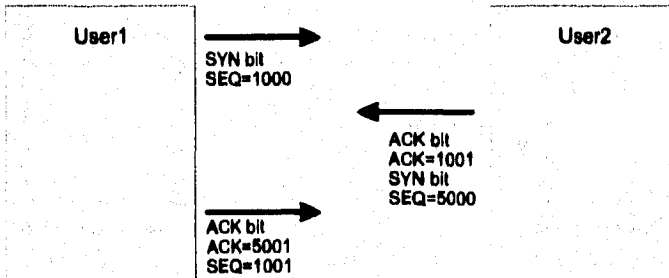 User1
User2
SYN bit
SEQ=1000
ACK bit
ACK=1001
SYN bit
SEQ=5000
ACK bit
ACK=5001
SEQ=1001